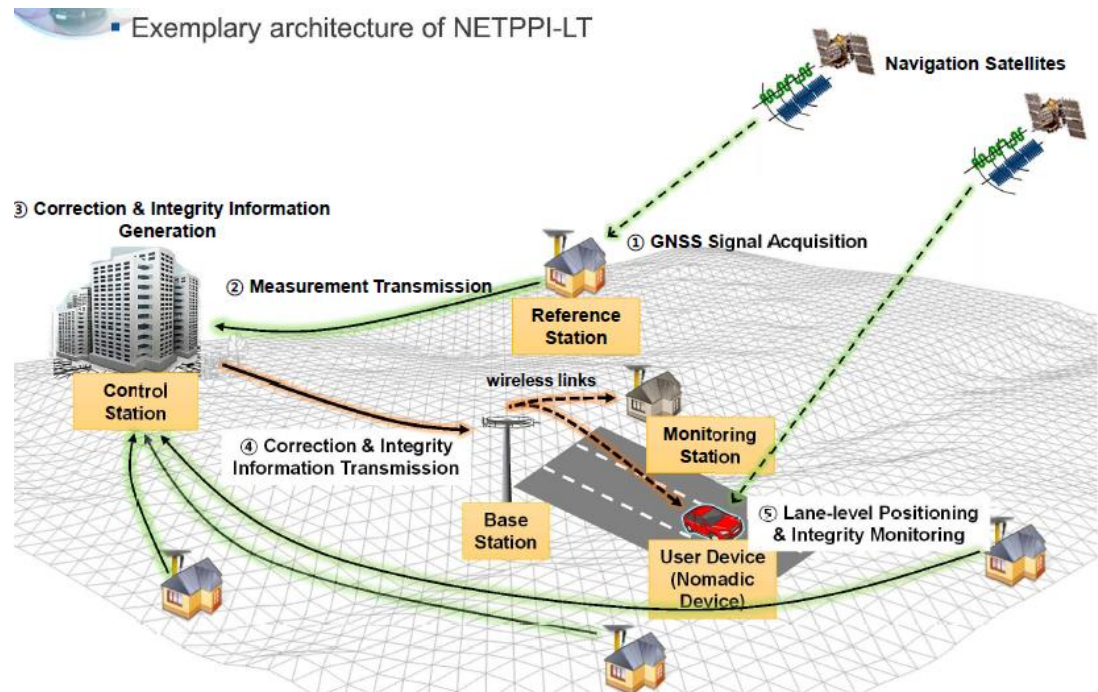 Exemplary architecture of NETPPI-LT
Navigation Satellites
③ Correction & Integrity Information
Generation
① GNSS Signal Acquisition
② Measurement Transmission
Reference
Station
wireless links
Control
Station
Monitoring
Station
④ Correction & Integrity
Information Transmission
Base
Station
⑤ Lane-level Positioning
& Integrity Monitoring
User Device
(Nomadic
Device)